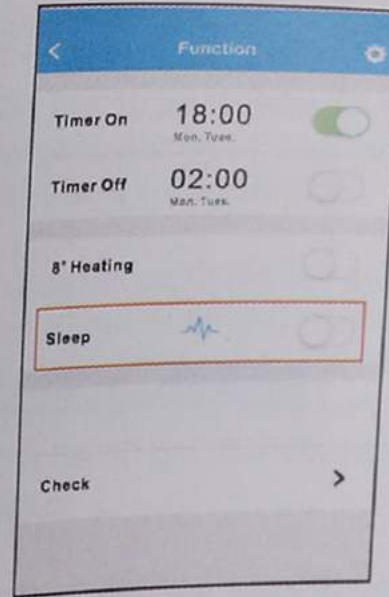 Function
Timer On 18:00
Mon. Tues.
Timer Off 02:00
Mon. Tues.
8° Heating
Sleep
Check